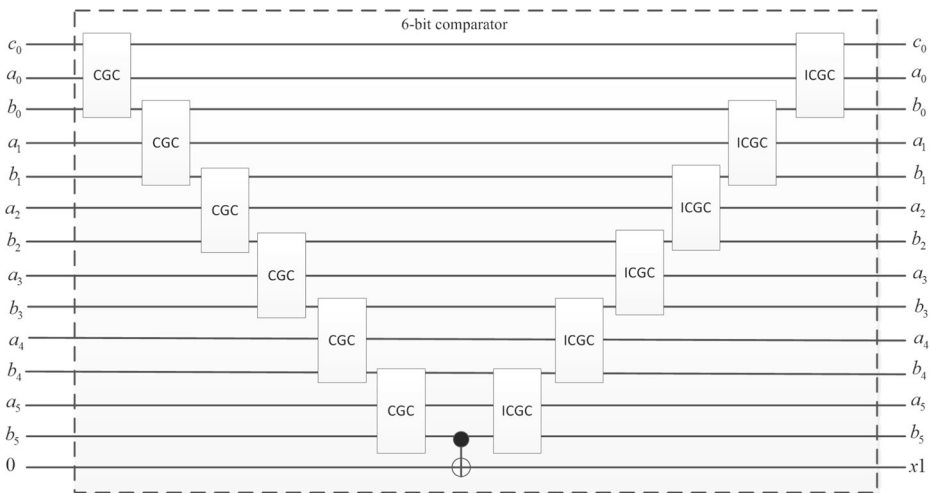 6-bit comparator
c₀ c₀
a₀ CGC ICGC a₀
b₀ b₀
a₁ CGC ICGC a₁
b₁ b₁
a₂ CGC ICGC a₂
b₂ b₂
a₃ CGC ICGC a₃
b₃ b₃
a₄ CGC ICGC a₄
b₄ b₄
a₅ CGC ICGC a₅
b₅ b₅
0 x1